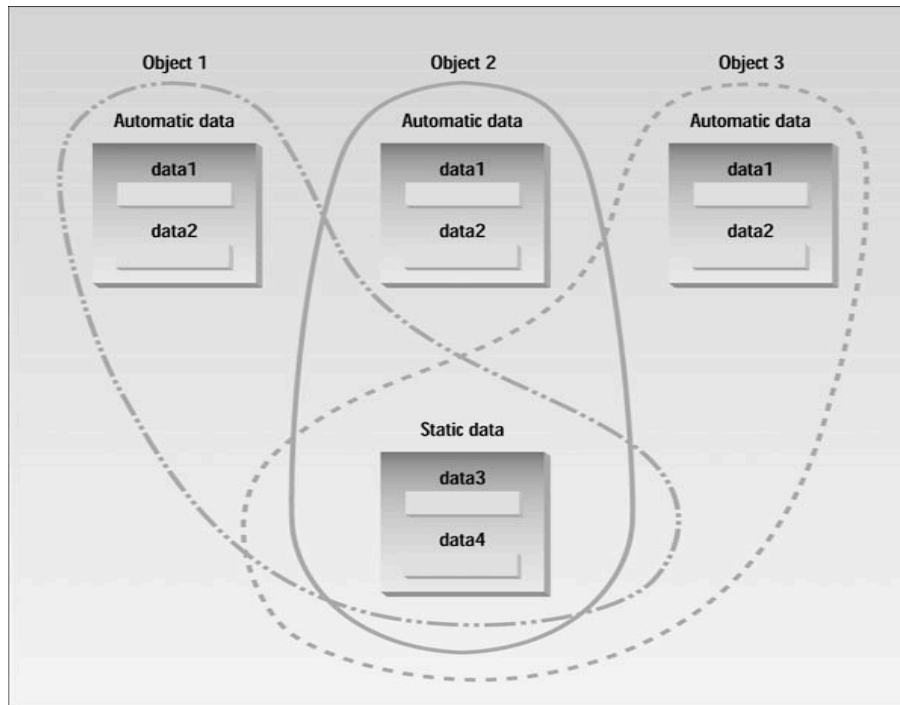 Object 1 Object 2 Object 3
Automatic data Automatic data Automatic data
data1 data1 data1
data2 data2 data2
Static data
data3
data4